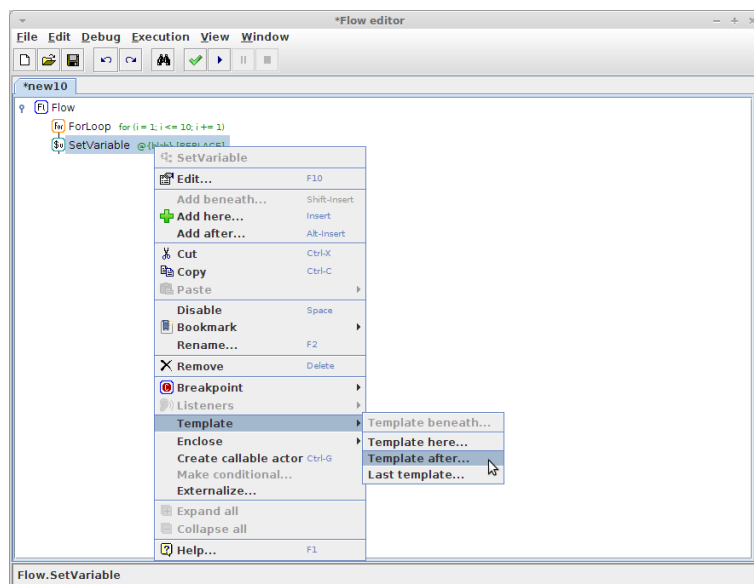 *Flow editor
File Edit Debug Execution View Window
*new10
Flow
ForLoop for (i = 1; i <= 10; i += 1)
SetVariable
SetVariable
Edit... F10
Add beneath... Shift-Insert
Add here... Insert
Add after... Alt-Insert
Cut Ctrl-X
Copy Ctrl-C
Paste
Disable Space
Bookmark
Rename... F2
Remove Delete
Breakpoint
Listeners
Template
Template beneath...
Enclose
Template here...
Create callable actor Ctrl-G
Template after...
Make conditional...
Last template...
Externalize...
Expand all
Collapse all
Help... F1
Flow.SetVariable